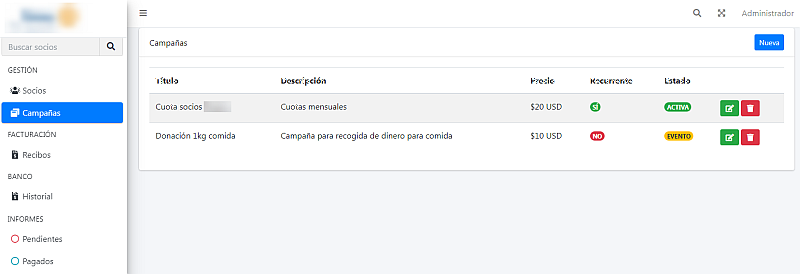 Administrador
Buscar socios
GESTIÓN
Socios
Campañas
FACTURACIÓN
Recibos
BANCO
Historial
INFORMES
Pendientes
Pagados
Campañas
Nueva
Título Descripción Precio Recurrente Estado
Cuota socios Cuotas mensuales $20 USD SÍ ACTIVA
Donación 1kg comida Campaña para recogida de dinero para comida $10 USD NO EVENTO